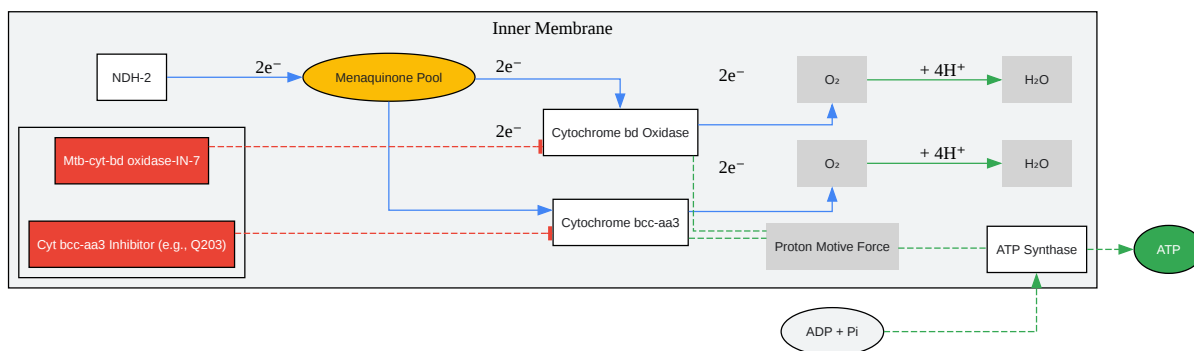 Inner Membrane
NDH-2
2e⁻
Menaquinone Pool
2e⁻
2e⁻
O₂
+ 4H⁺
H₂O
Mtb-cyt-bd oxidase-IN-7
2e⁻
Cytochrome bd Oxidase
2e⁻
O₂
+ 4H⁺
H₂O
Cyt bcc-aa3 Inhibitor (e.g., Q203)
Cytochrome bcc-aa3
Proton Motive Force
ATP Synthase
ATP
ADP + Pi